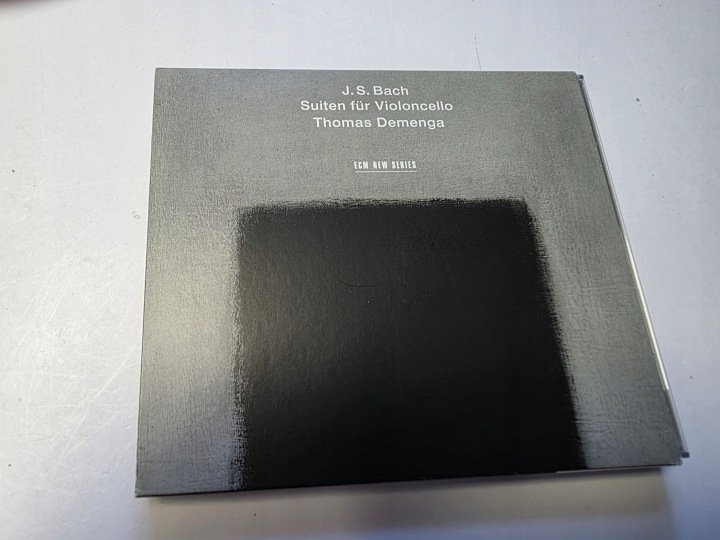 J. S. Bach
Suiten für Violoncello
Thomas Demenga
ECM NEW SERIES